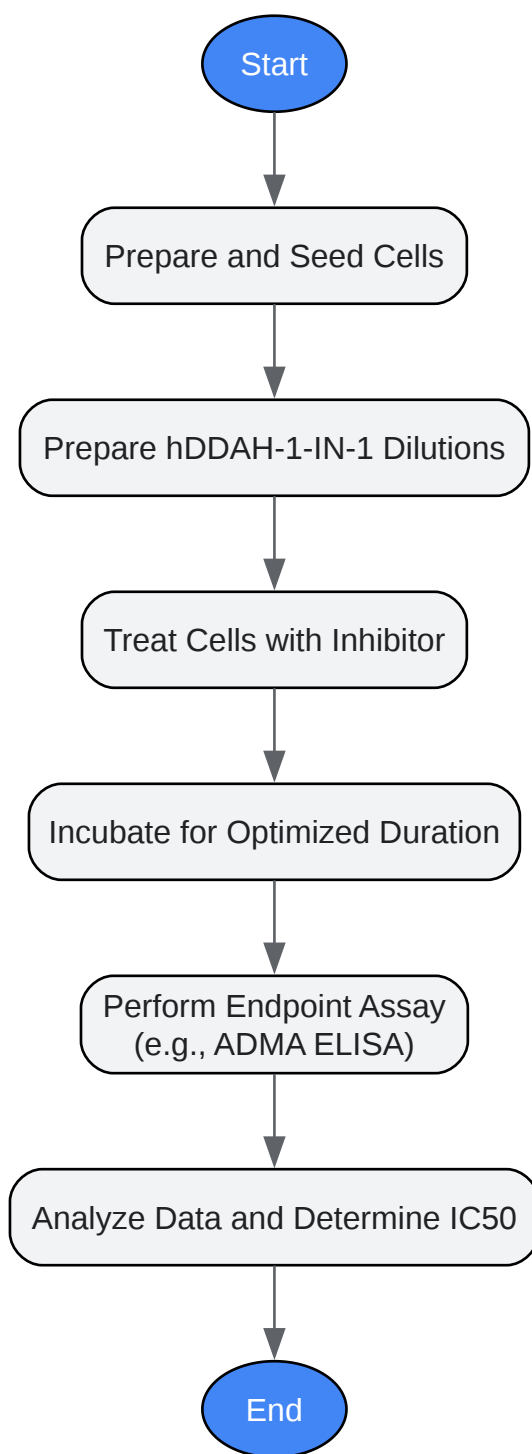 Start
Prepare and Seed Cells
Prepare hDDAH-1-IN-1 Dilutions
Treat Cells with Inhibitor
Incubate for Optimized Duration
Perform Endpoint Assay
(e.g., ADMA ELISA)
Analyze Data and Determine IC50
End